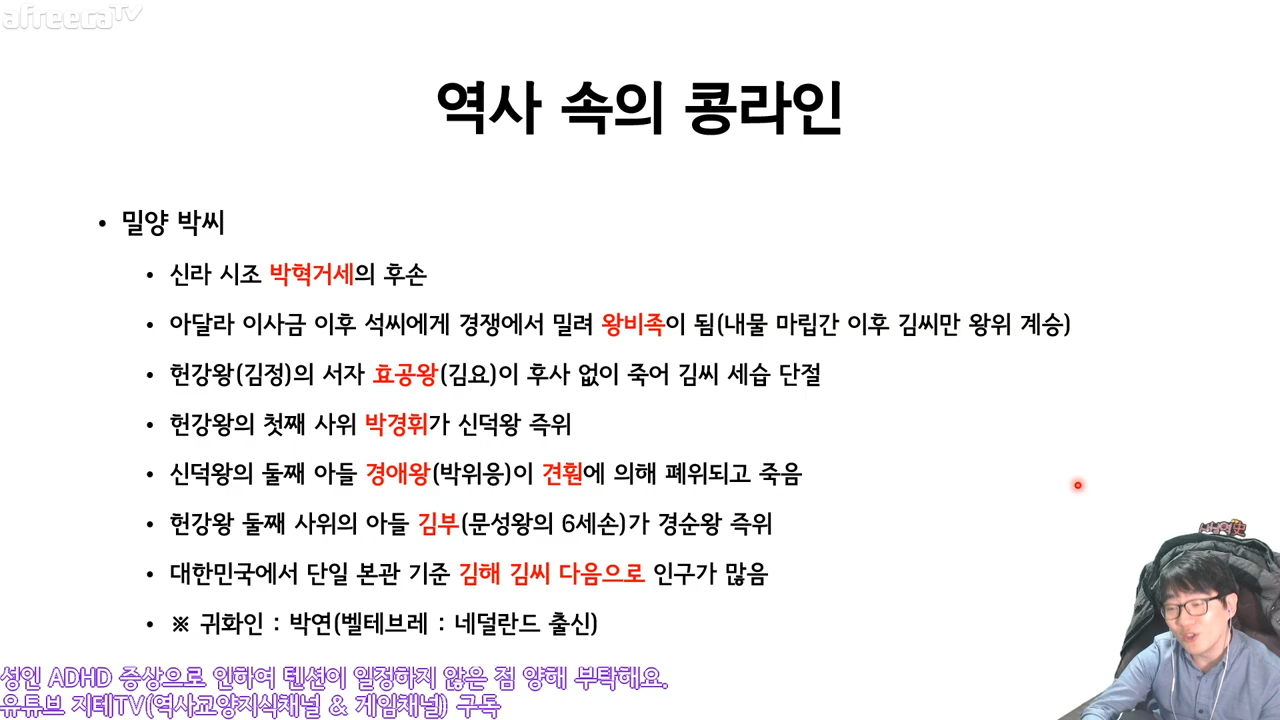 afreecaTV
역사 속의 콩라인
• 밀양 박씨
• 신라 시조 박혁거세의 후손
• 아달라 이사금 이후 석씨에게 경쟁에서 밀려 왕비족이 됨(내물 마립간 이후 김씨만 왕위 계승)
• 헌강왕(김정)의 서자 효공왕(김요)이 후사 없이 죽어 김씨 세습 단절
• 헌강왕의 첫째 사위 박경휘가 신덕왕 즉위
• 신덕왕의 둘째 아들 경애왕(박위응)이 견훤에 의해 폐위되고 죽음
• 헌강왕 둘째 사위의 아들 김부(문성왕의 6세손)가 경순왕 즉위
• 대한민국에서 단일 본관 기준 김해 김씨 다음으로 인구가 많음
• ※ 귀화인 : 박연(벨테브레 : 네덜란드 출신)
성인 ADHD 증상으로 인하여 텐션이 일정하지 않은 점 양해 부탁해요.
유튜브 지테TV(역사교양지식채널 & 게임채널) 구독